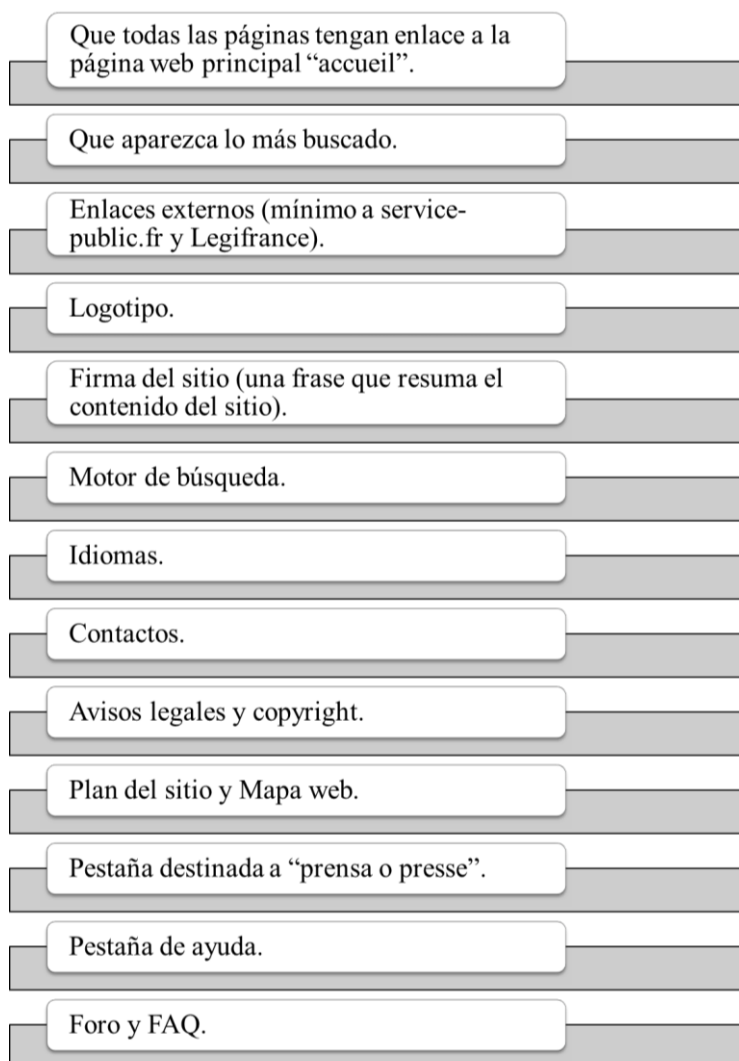 Que todas las páginas tengan enlace a la
página web principal “accueil”.
Que aparezca lo más buscado.
Enlaces externos (mínimo a service-
public.fr y Legifrance).
Logotipo.
Firma del sitio (una frase que resuma el
contenido del sitio).
Motor de búsqueda.
Idiomas.
Contactos.
Avisos legales y copyright.
Plan del sitio y Mapa web.
Pestaña destinada a “prensa o presse”.
Pestaña de ayuda.
Foro y FAQ.